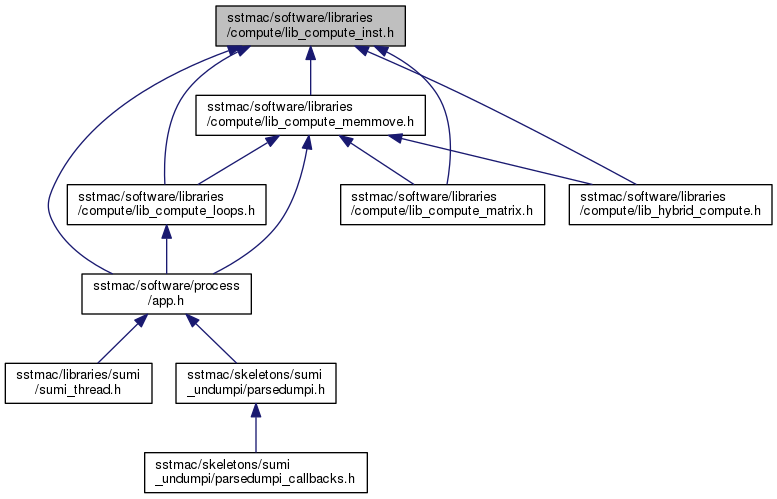 sstmac/software/libraries
/compute/lib_compute_inst.h
sstmac/software/libraries
/compute/lib_compute_memmove.h
sstmac/software/libraries
/compute/lib_compute_loops.h
sstmac/software/libraries
/compute/lib_compute_matrix.h
sstmac/software/libraries
/compute/lib_hybrid_compute.h
sstmac/software/process
/app.h
sstmac/libraries/sumi
/sumi_thread.h
sstmac/skeletons/sumi
_undumpi/parsedumpi.h
sstmac/skeletons/sumi
_undumpi/parsedumpi_callbacks.h